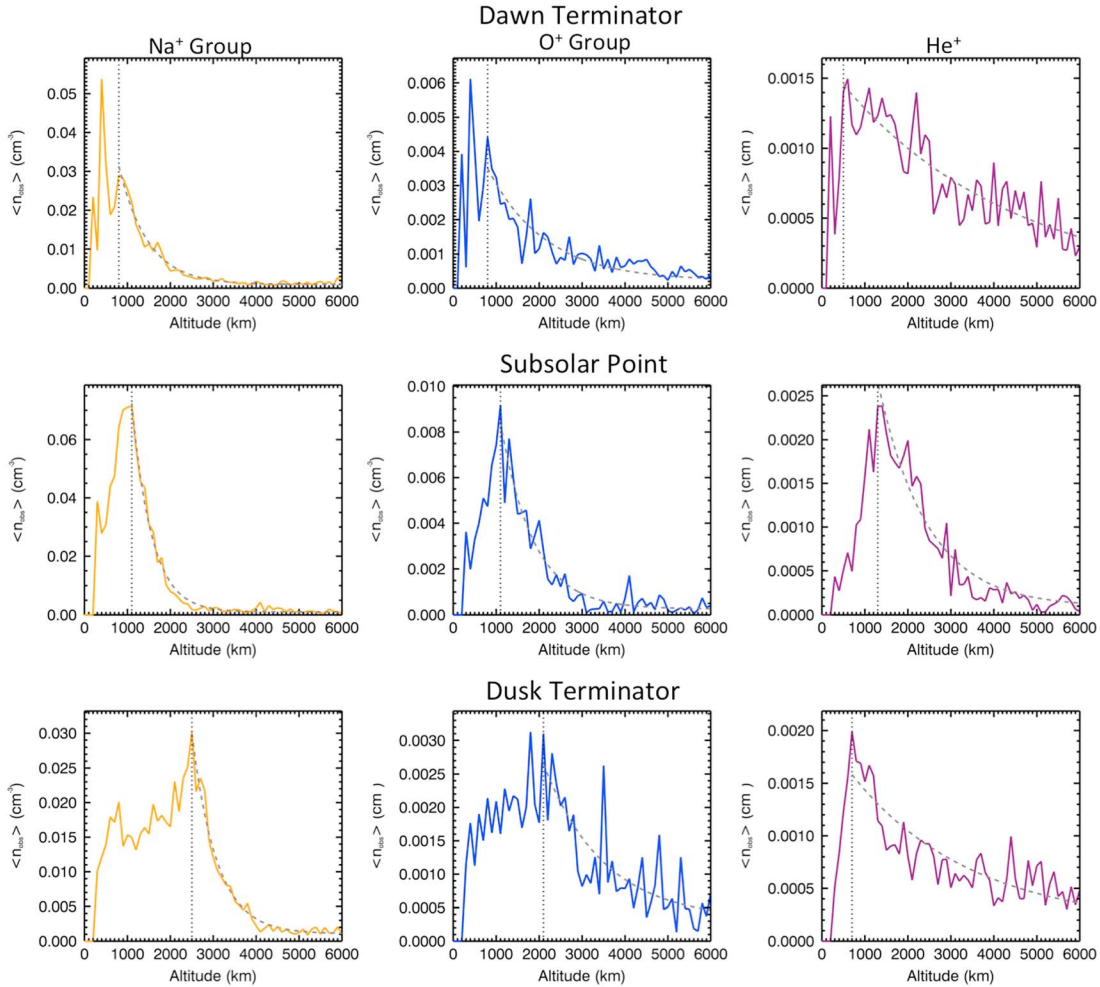 Dawn Terminator
Na⁺ Group
O⁺ Group
He⁺
<n_obs> (cm⁻³)
0.05
0.04
0.03
0.02
0.01
0.00
0 1000 2000 3000 4000 5000 6000
Altitude (km)
<n_obs> (cm⁻³)
0.006
0.005
0.004
0.003
0.002
0.001
0.000
0 1000 2000 3000 4000 5000 6000
Altitude (km)
<n_obs> (cm )
0.0015
0.0010
0.0005
0.0000
0 1000 2000 3000 4000 5000 6000
Altitude (km)
Subsolar Point
<n_obs> (cm⁻³)
0.06
0.04
0.02
0.00
0 1000 2000 3000 4000 5000 6000
Altitude (km)
<n_obs> (cm⁻³)
0.010
0.008
0.006
0.004
0.002
0.000
0 1000 2000 3000 4000 5000 6000
Altitude (km)
<n_obs> (cm )
0.0025
0.0020
0.0015
0.0010
0.0005
0.0000
0 1000 2000 3000 4000 5000 6000
Altitude (km)
Dusk Terminator
<n_obs> (cm⁻³)
0.030
0.025
0.020
0.015
0.010
0.005
0.000
0 1000 2000 3000 4000 5000 6000
Altitude (km)
<n_obs> (cm⁻³)
0.0030
0.0025
0.0020
0.0015
0.0010
0.0005
0.0000
0 1000 2000 3000 4000 5000 6000
Altitude (km)
<n_obs> (cm )
0.0020
0.0015
0.0010
0.0005
0.0000
0 1000 2000 3000 4000 5000 6000
Altitude (km)